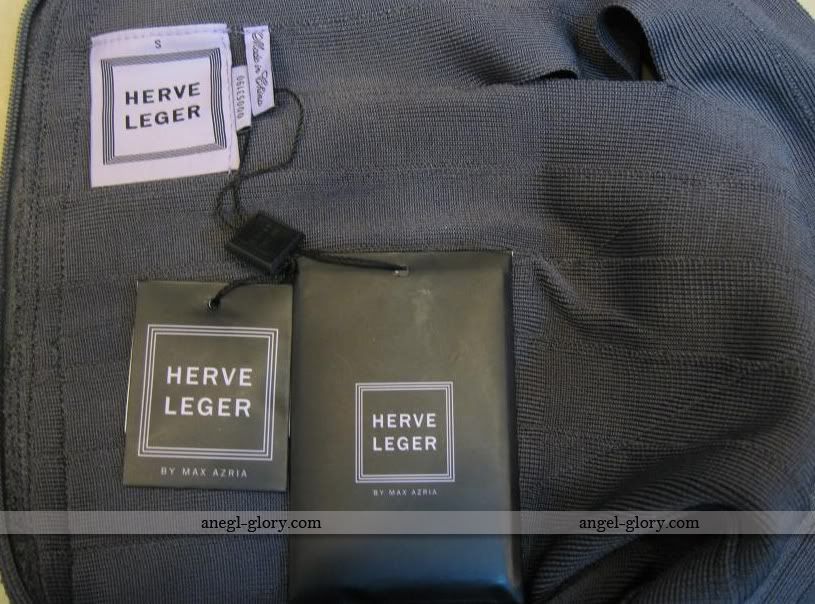 S
HERVE
LEGER
Made in China
HERVE
LEGER
BY MAX AZRIA
HERVE
LEGER
BY MAX AZRIA
anegl-glory.com
angel-glory.com